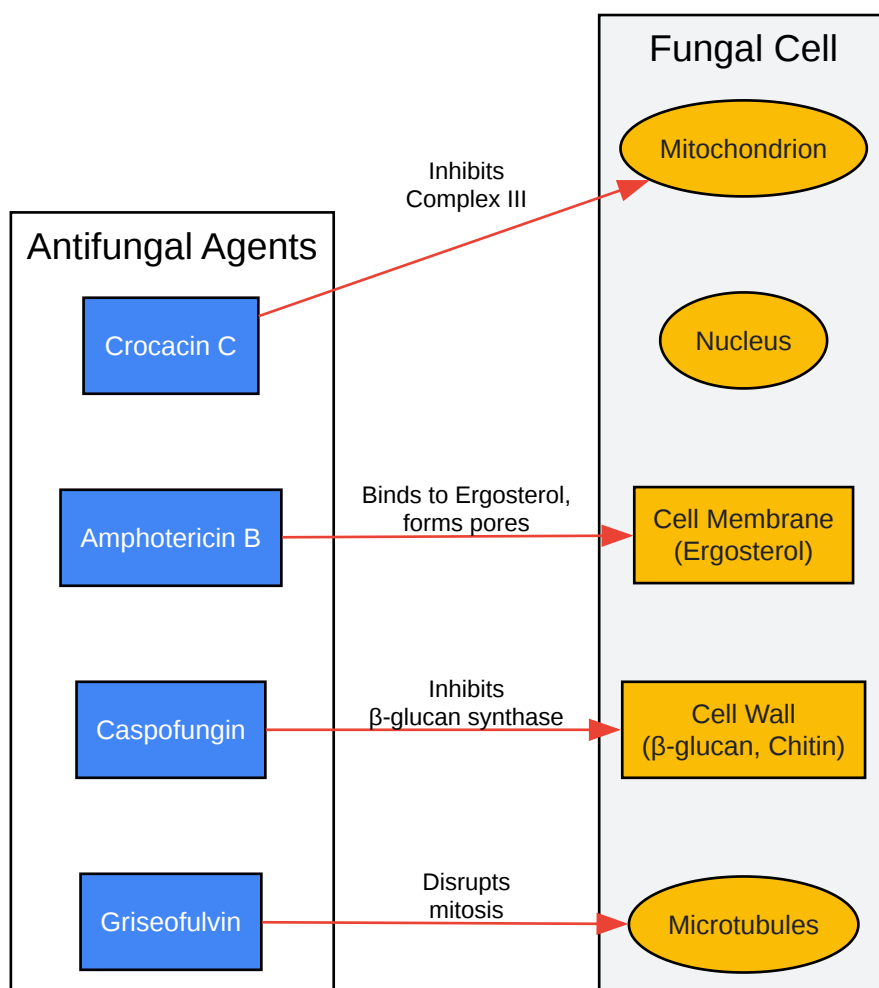 Fungal Cell
Mitochondrion
Inhibits
Complex III
Antifungal Agents
Crocacin C
Nucleus
Binds to Ergosterol,
forms pores
Amphotericin B
Cell Membrane
(Ergosterol)
Inhibits
β-glucan synthase
Caspofungin
Cell Wall
(β-glucan, Chitin)
Disrupts
mitosis
Griseofulvin
Microtubules